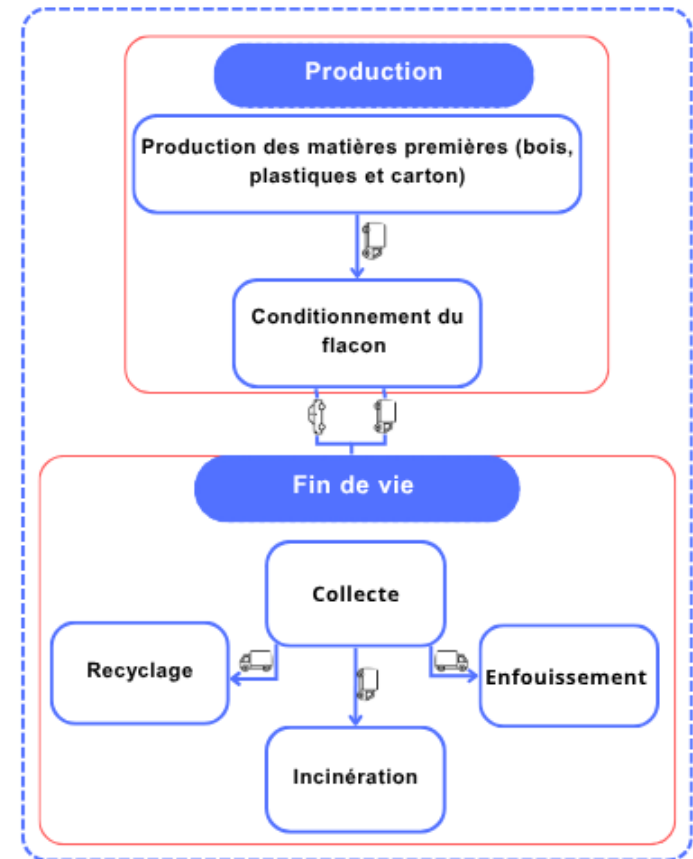 Production
Production des matières premières (bois,
plastiques et carton)
Conditionnement du
flacon
Fin de vie
Collecte
Recyclage
Enfouissement
Incinération